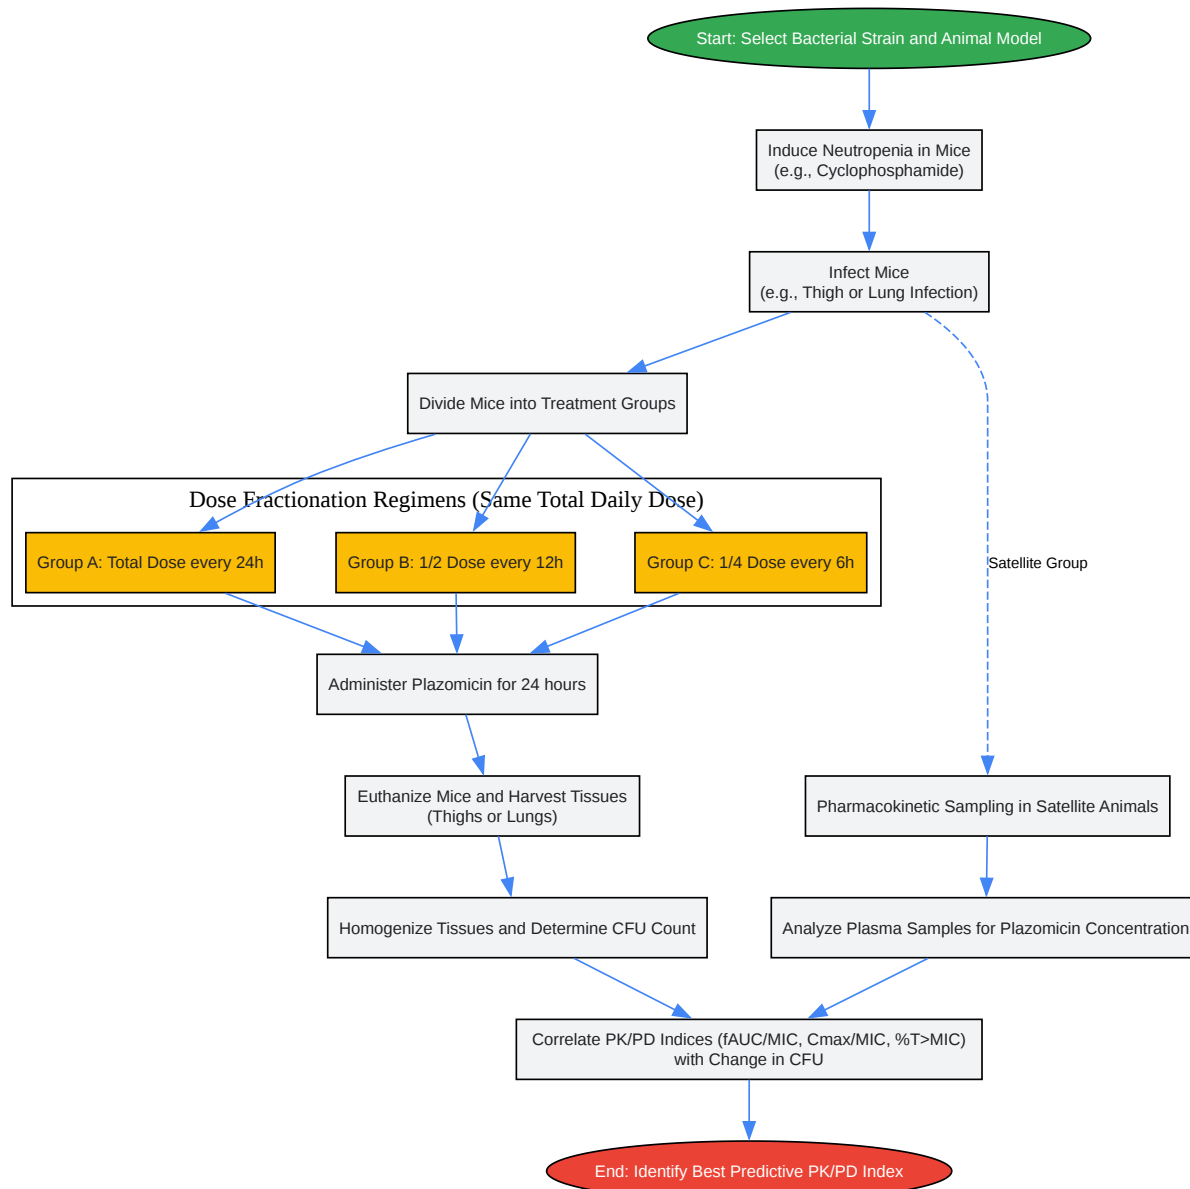 Start: Select Bacterial Strain and Animal Model
Induce Neutropenia in Mice
(e.g., Cyclophosphamide)
Infect Mice
(e.g., Thigh or Lung Infection)
Divide Mice into Treatment Groups
Dose Fractionation Regimens (Same Total Daily Dose)
Group A: Total Dose every 24h
Group B: 1/2 Dose every 12h
Group C: 1/4 Dose every 6h
Satellite Group
Administer Plazomicin for 24 hours
Euthanize Mice and Harvest Tissues
(Thighs or Lungs)
Pharmacokinetic Sampling in Satellite Animals
Homogenize Tissues and Determine CFU Count
Analyze Plasma Samples for Plazomicin Concentration
Correlate PK/PD Indices (fAUC/MIC, Cmax/MIC, %T>MIC)
with Change in CFU
End: Identify Best Predictive PK/PD Index